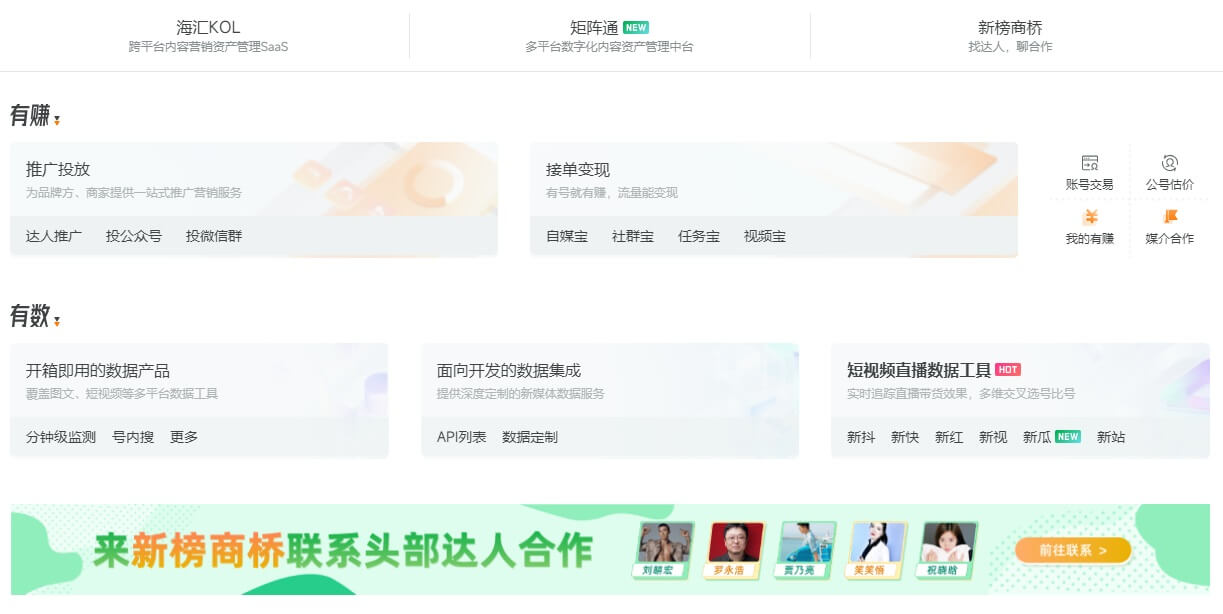 海汇KOL
跨平台内容营销资产管理SaaS
矩阵通 NEW
多平台数字化内容资产管理中台
新榜商桥
找达人，聊合作
有赚
推广投放
为品牌方、商家提供一站式推广营销服务
达人推广 投公众号 投微信群
接单变现
有号就有赚，流量能变现
自媒宝 社群宝 任务宝 视频宝
账号交易 公号估价
我的有赚 媒介合作
有数
开箱即用的数据产品
覆盖图文、短视频等多平台数据工具
分钟级监测 号内搜 更多
面向开发的数据集成
提供深度定制的新媒体数据服务
API列表 数据定制
短视频直播数据工具 HOT
实时追踪直播带货效果，多维交叉选号比号
新抖 新快 新红 新视 新瓜 NEW 新站
来新榜商桥联系头部达人合作
刘畊宏 罗永浩 贾乃亮 笑笑悟 祝晓晗
前往联系 >